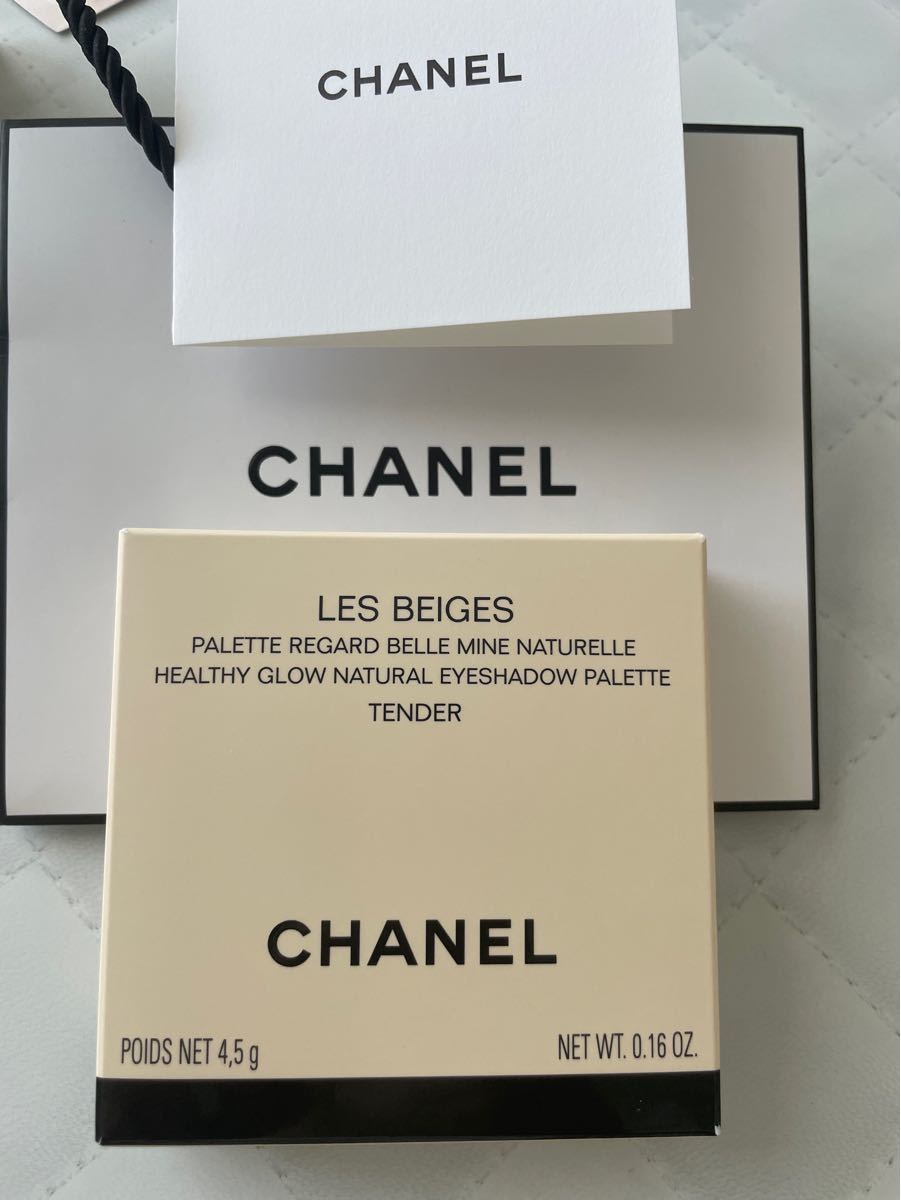 CHANEL
CHANEL
LES BEIGES
PALETTE REGARD BELLE MINE NATURELLE
HEALTHY GLOW NATURAL EYESHADOW PALETTE
TENDER
CHANEL
POIDS NET 4,5 g
NET WT. 0.16 OZ.